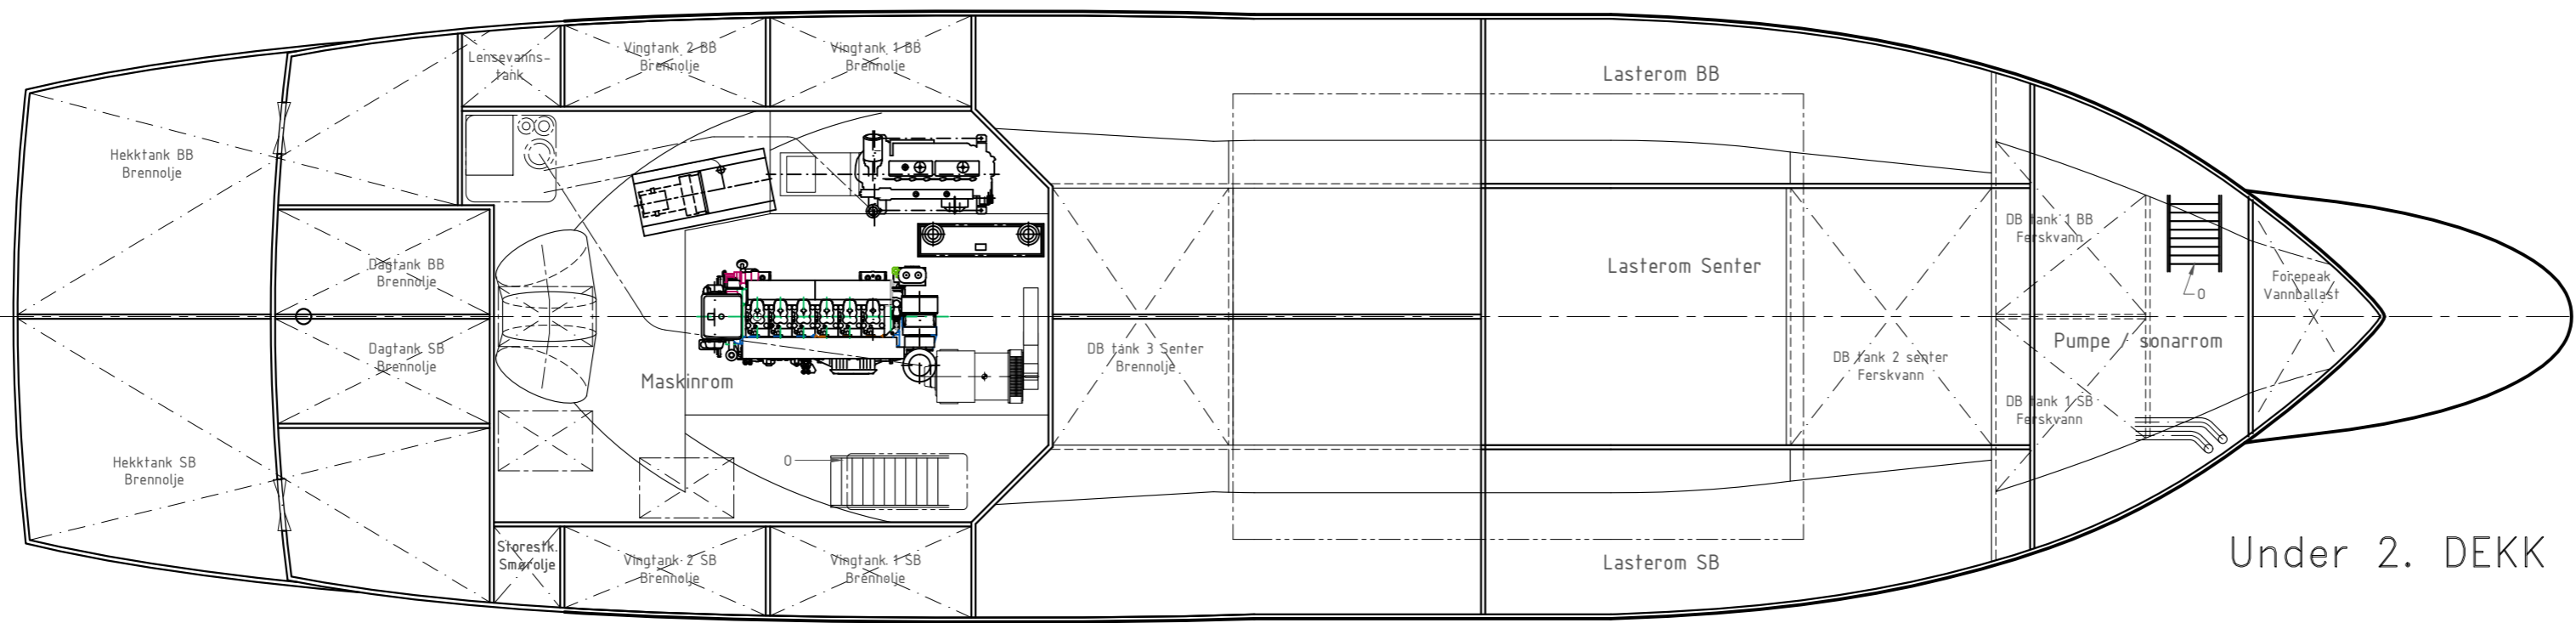 Lensevanns-
tank
Vingtank 2 BB
Brennolje
Vingtank 1 BB
Brennolje
Lasterom BB
Hekktank BB
Brennolje
Dagtank BB
Brennolje
DB tank 1 BB
Ferskvann
Lasterom Senter
Forepeak
Vannballast
O
Dagtank SB
Brennolje
DB tank 3 Senter
Brennolje
DB tank 2 senter
Ferskvann
Pumpe / sonarrom
Maskinrom
DB tank 1 SB
Ferskvann
Hekktank SB
Brennolje
O
Storestk.
Smørolje
Vingtank 2 SB
Brennolje
Vingtank 1 SB
Brennolje
Lasterom SB
Under 2. DEKK